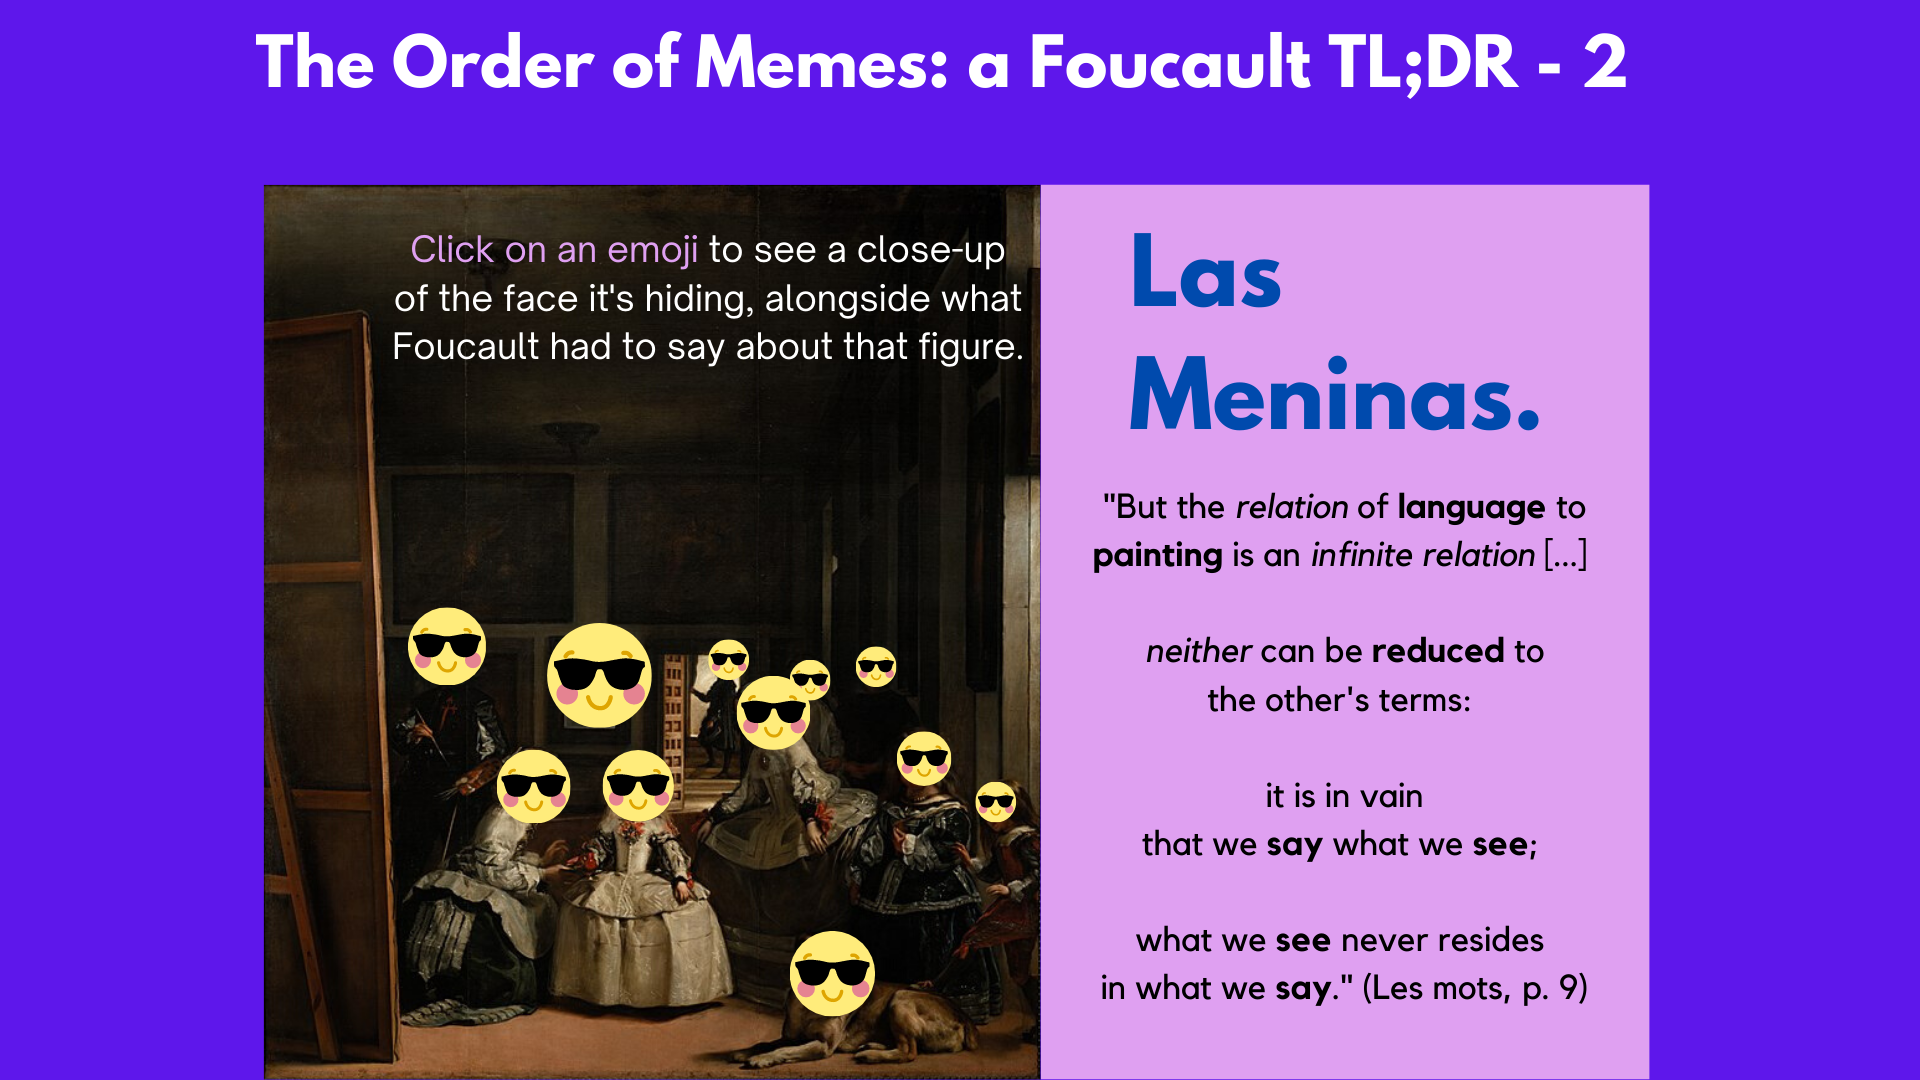 The Order of Memes: a Foucault TL;DR - 2
Click on an emoji to see a close-up
of the face it's hiding, alongside what
Foucault had to say about that figure.
Las
Meninas.
"But the relation of language to
painting is an infinite relation [...]
neither can be reduced to
the other's terms:
it is in vain
that we say what we see;
what we see never resides
in what we say." (Les mots, p. 9)